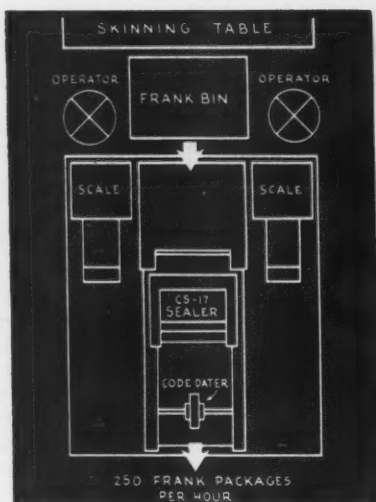 SKINNING TABLE
OPERATOR
OPERATOR
FRANK BIN
SCALE
SCALE
CS-17
SEALER
CODE DATER
250 FRANK PACKAGES
PER HOUR